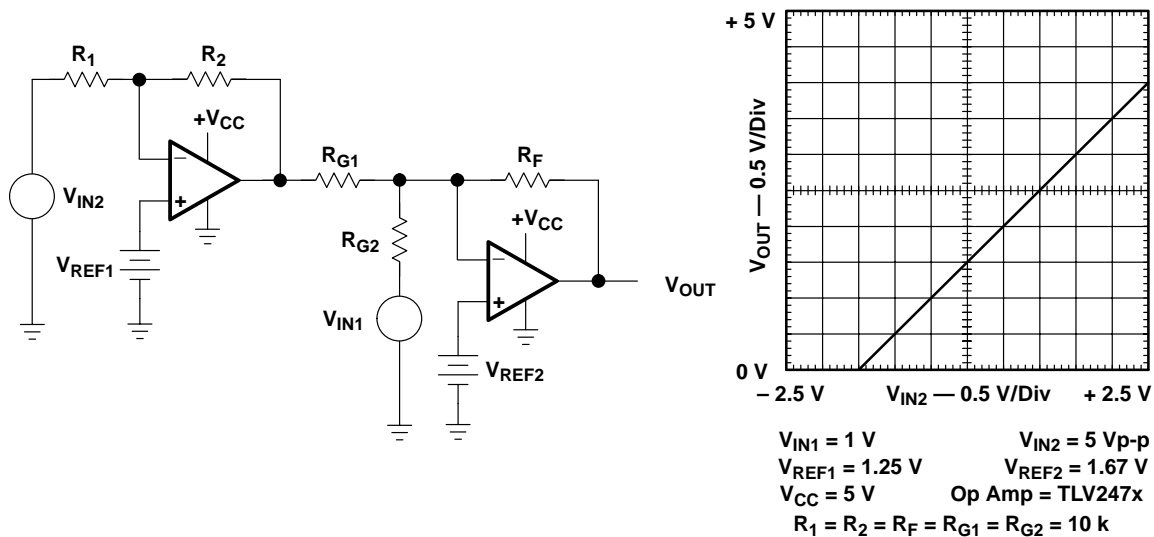 R1
R2
+VCC
−
+
VIN2
VREF1
RG1
RF
RG2
+VCC
−
+
VIN1
VREF2
VOUT
+ 5 V
VOUT — 0.5 V/Div
0 V
– 2.5 V
VIN2 — 0.5 V/Div
+ 2.5 V
VIN1 = 1 V VIN2 = 5 Vp-p
VREF1 = 1.25 V VREF2 = 1.67 V
VCC = 5 V Op Amp = TLV247x
R1 = R2 = RF = RG1 = RG2 = 10 k